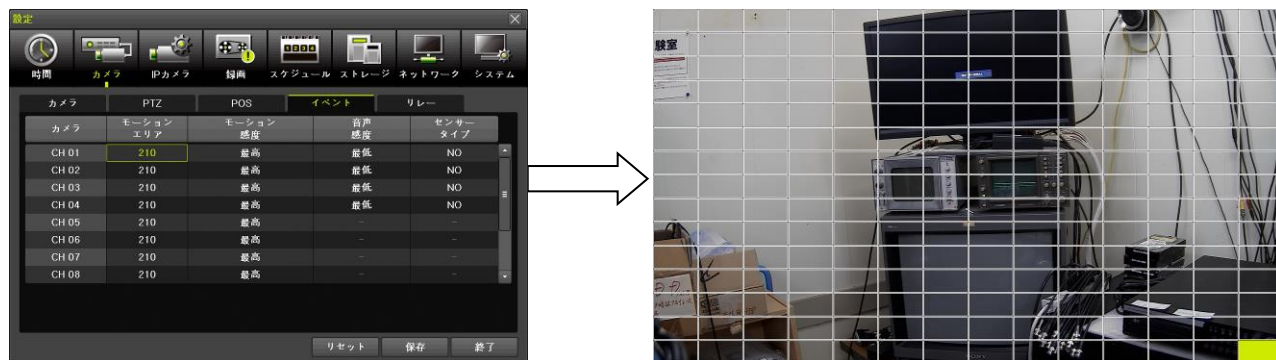 設定
時間 カメラ IPカメラ 録画 スケジュール ストレージ ネットワーク システム
カメラ PTZ POS イベント リレー
カメラ モーション エリア モーション 感度 音声 感度 センサー タイプ
CH 01 210 最高 最低 NO
CH 02 210 最高 最低 NO
CH 03 210 最高 最低 NO
CH 04 210 最高 最低 NO
CH 05 210 最高 - -
CH 06 210 最高 - -
CH 07 210 最高 - -
CH 08 210 最高 - -
リセット 保存 終了
験室
SONY